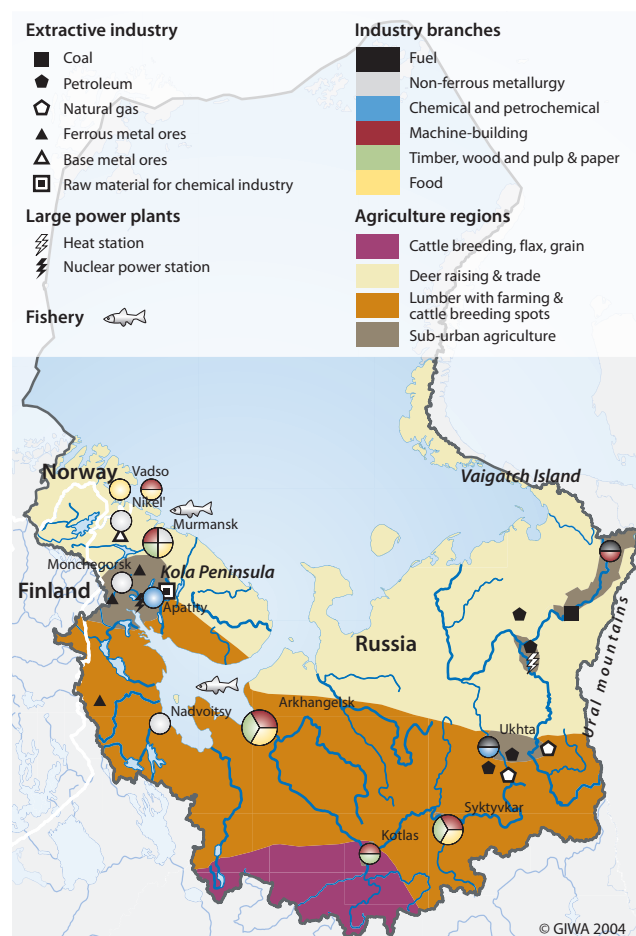 Extractive industry
Coal
Petroleum
Natural gas
Ferrous metal ores
Base metal ores
Raw material for chemical industry
Large power plants
Heat station
Nuclear power station
Fishery
Industry branches
Fuel
Non-ferrous metallurgy
Chemical and petrochemical
Machine-building
Timber, wood and pulp & paper
Food
Agriculture regions
Cattle breeding, flax, grain
Deer raising & trade
Lumber with farming &
cattle breeding spots
Sub-urban agriculture
Norway
Vadso
Nikel'
Murmansk
Vaigatch Island
Monchegorsk
Kola Peninsula
Finland
Apatity
Russia
Ural mountains
Nadvoitsy
Arkhangelsk
Ukhta
Syktyvkar
Kotlas
© GIWA 2004